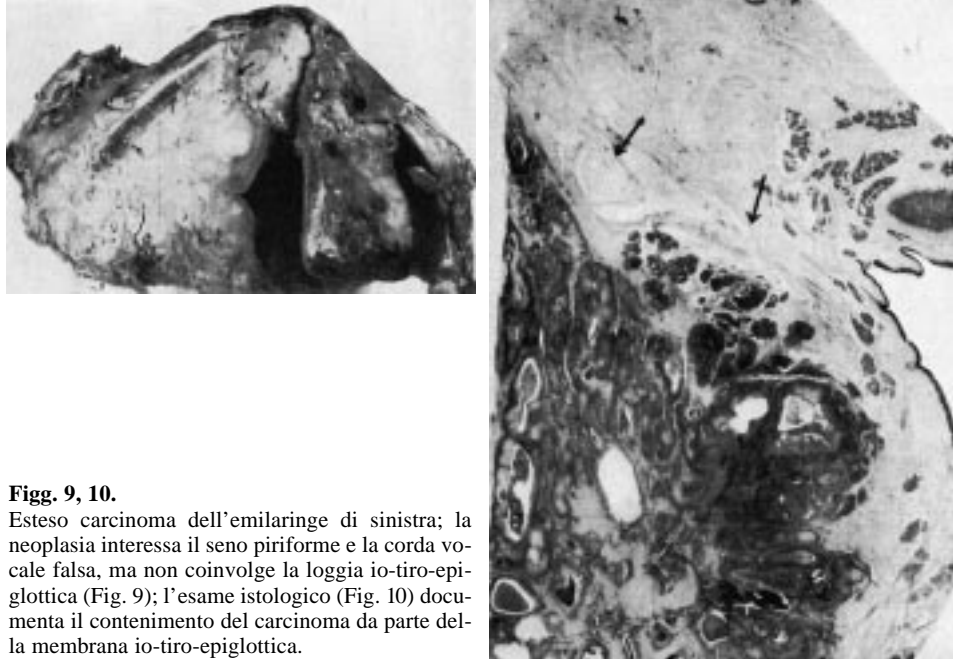 Figg. 9, 10.
Esteso carcinoma dell'emilaringe di sinistra; la
neoplasia interessa il seno piriforme e la corda vo-
cale falsa, ma non coinvolge la loggia io-tiro-epi-
glottica (Fig. 9); l'esame istologico (Fig. 10) docu-
menta il contenimento del carcinoma da parte del-
la membrana io-tiro-epiglottica.